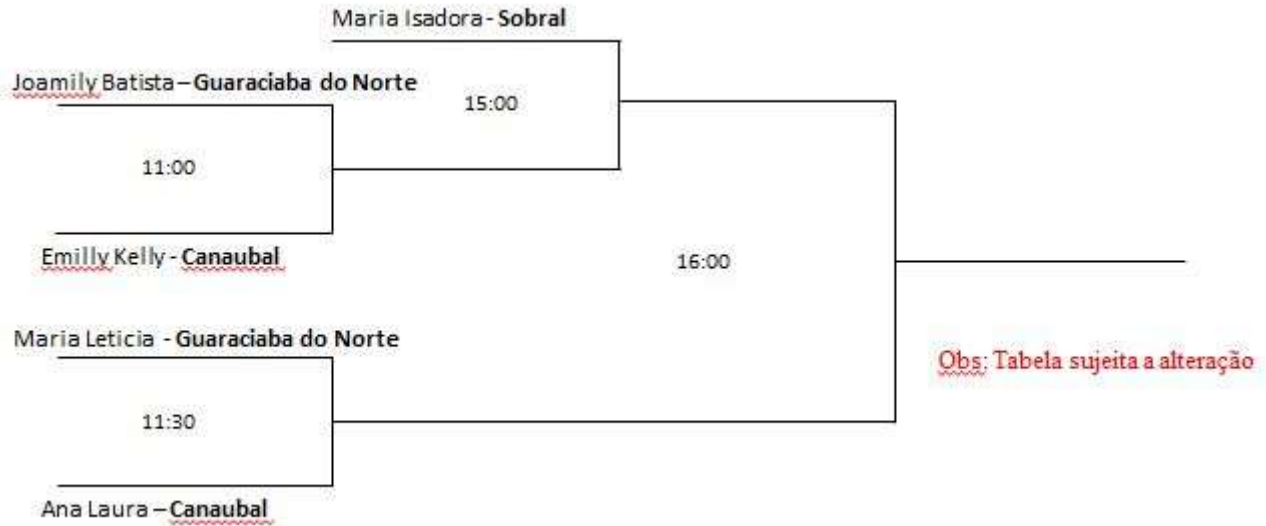 Maria Isadora - Sobral
Joamily Batista – Guaraciaba do Norte
15:00
11:00
Emilly Kelly - Canaubal
16:00
Maria Leticia - Guaraciaba do Norte
Obs: Tabela sujeita a alteração
11:30
Ana Laura – Canaubal